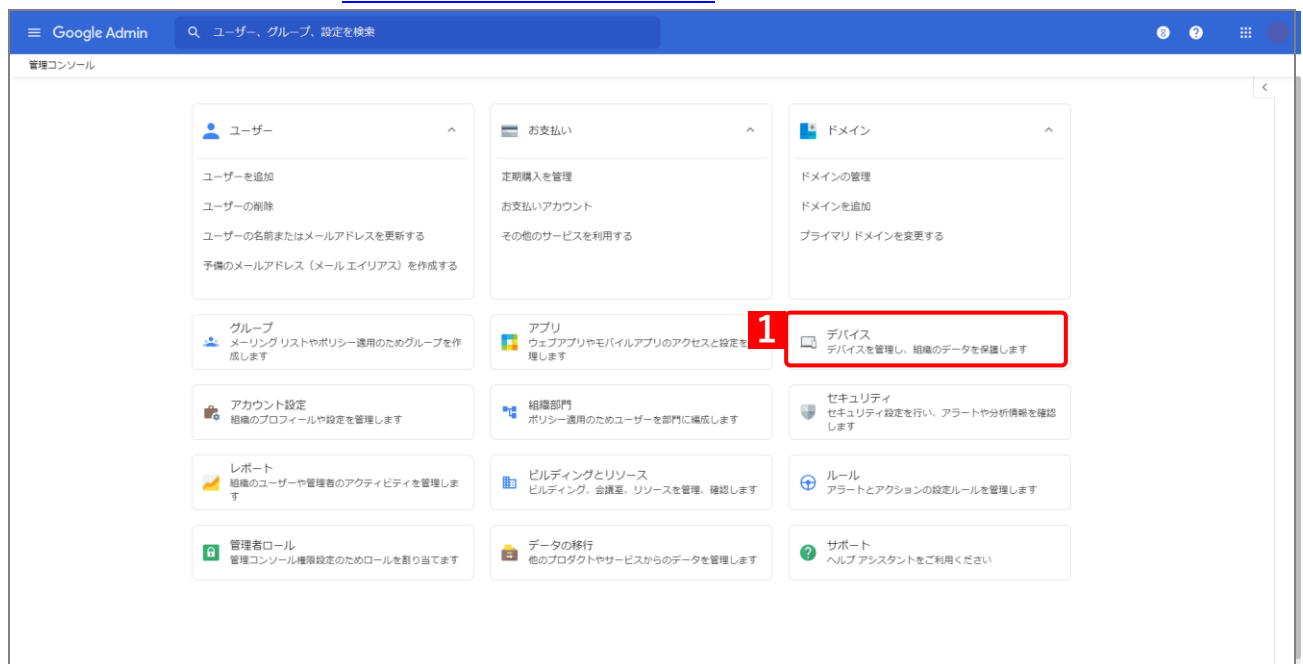 Google Admin
ユーザー、グループ、設定を検索
8
?
管理コンソール
ユーザー
ユーザーを追加
ユーザーの削除
ユーザーの名前またはメールアドレスを更新する
予備のメールアドレス（メール エイリアス）を作成する
お支払い
定期購入を管理
お支払いアカウント
その他のサービスを利用する
ドメイン
ドメインの管理
ドメインを追加
プライマリ ドメインを変更する
グループ
メーリング リストやポリシー適用のためグループを作
成します
アプリ
ウェブアプリやモバイルアプリのアクセスと設定を
理します
1
デバイス
デバイスを管理し、組織のデータを保護します
アカウント設定
組織のプロフィールや設定を管理します
組織部門
ポリシー適用のためユーザーを部門に編成します
セキュリティ
セキュリティ設定を行い、アラートや分析情報を確認
します
レポート
組織のユーザーや管理者のアクティビティを管理しま
す
ビルディングとリソース
ビルディング、会議室、リソースを管理、確認します
ルール
アラートとアクションの設定ルールを管理します
管理者ロール
管理コンソール権限設定のためロールを割り当てます
データの移行
他のプロダクトやサービスからのデータを管理します
サポート
ヘルプ アシスタントをご利用ください